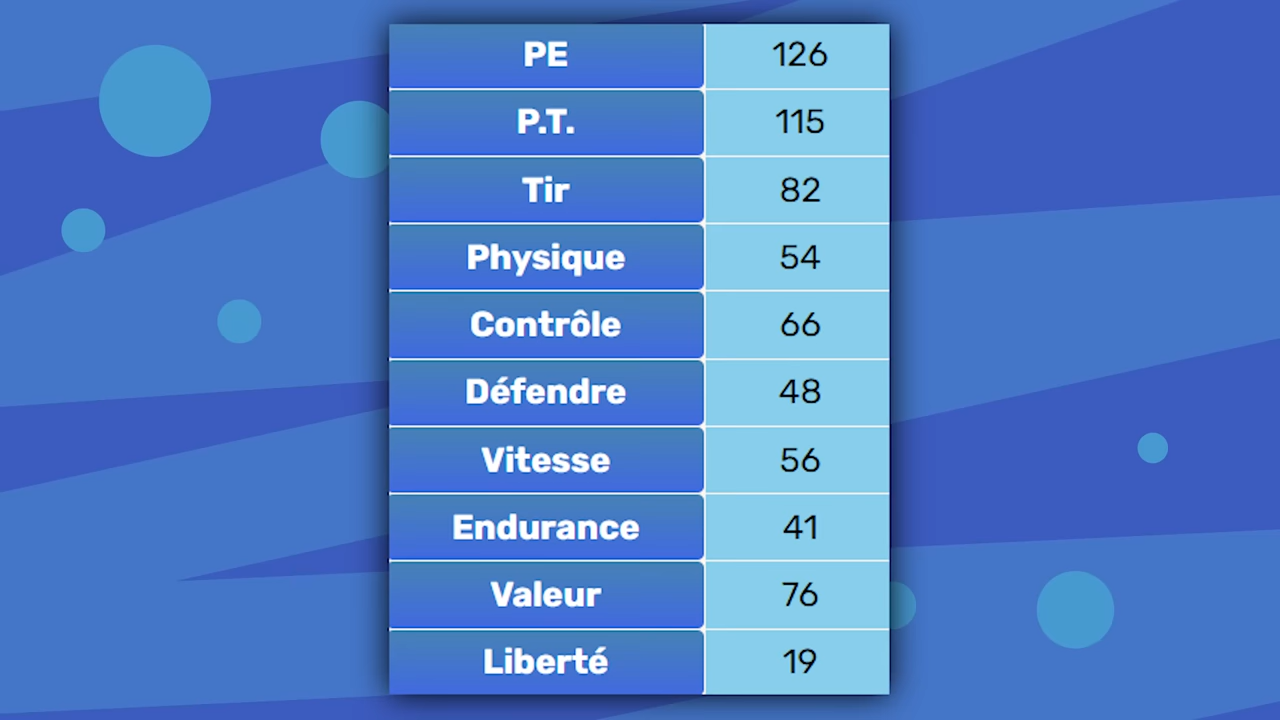 PE 126
P.T. 115
Tir 82
Physique 54
Contrôle 66
Défendre 48
Vitesse 56
Endurance 41
Valeur 76
Liberté 19